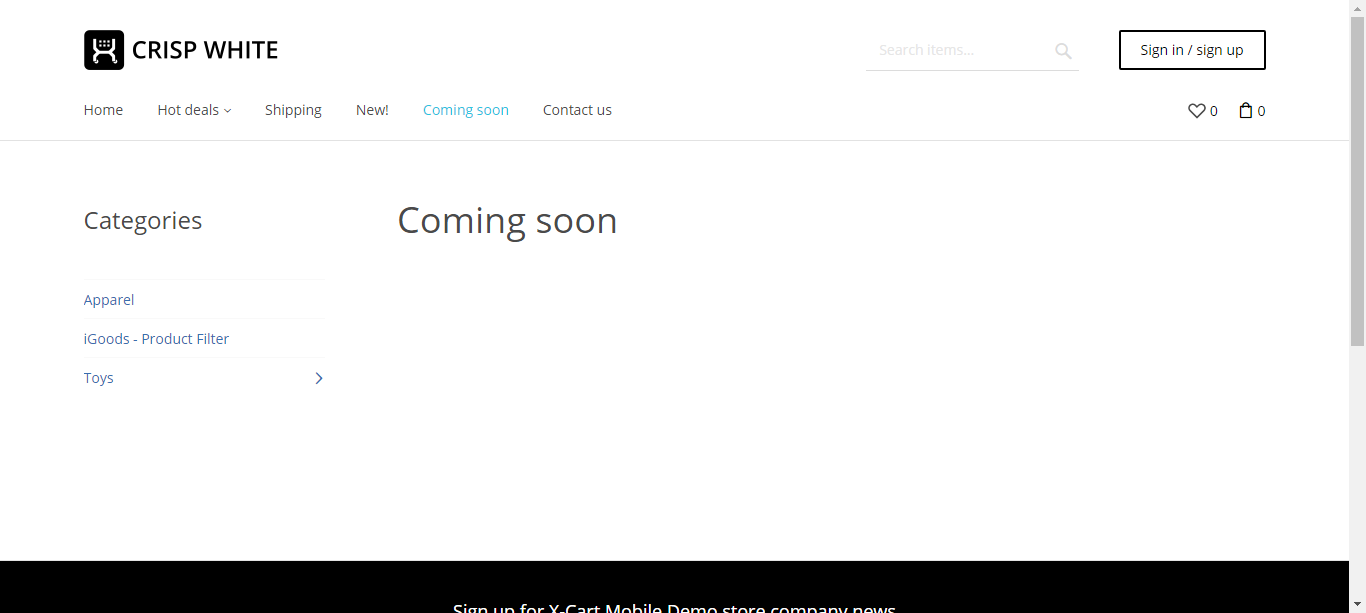 CRISP WHITE
Search items...
Sign in / sign up
Home
Hot deals
Shipping
New!
Coming soon
Contact us
0
0
Categories
Coming soon
Apparel
iGoods - Product Filter
Toys
Sign up for X-Cart Mobile Demo store company news